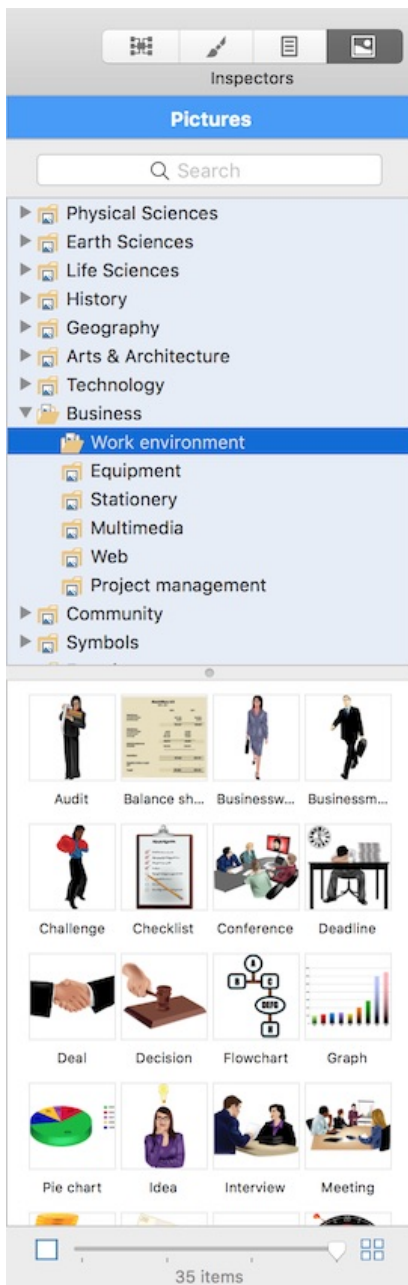 Inspectors
Pictures
Search
Physical Sciences
Earth Sciences
Life Sciences
History
Geography
Arts & Architecture
Technology
Business
Work environment
Equipment
Stationery
Multimedia
Web
Project management
Community
Symbols
Audit Balance sh... Businessw... Businessm...
Challenge Checklist Conference Deadline
A
B C
DEFG
H
Deal Decision Flowchart Graph
Pie chart Idea Interview Meeting
35 items